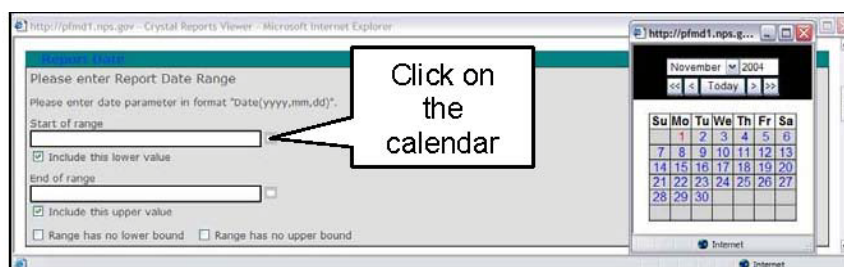 http://pfmd1.nps.gov - Crystal Reports Viewer - Microsoft Internet Explorer
Report Date
Please enter Report Date Range
Please enter date parameter in format "Date(yyyy,mm,dd)".
Start of range
Include this lower value
End of range
Include this upper value
Range has no lower bound Range has no upper bound
Click on
the
calendar
http://pfmd1.nps.g...
November 2004
<< < Today > >>
Su Mo Tu We Th Fr Sa
1 2 3 4 5 6
7 8 9 10 11 12 13
14 15 16 17 18 19 20
21 22 23 24 25 26 27
28 29 30
Internet
Internet